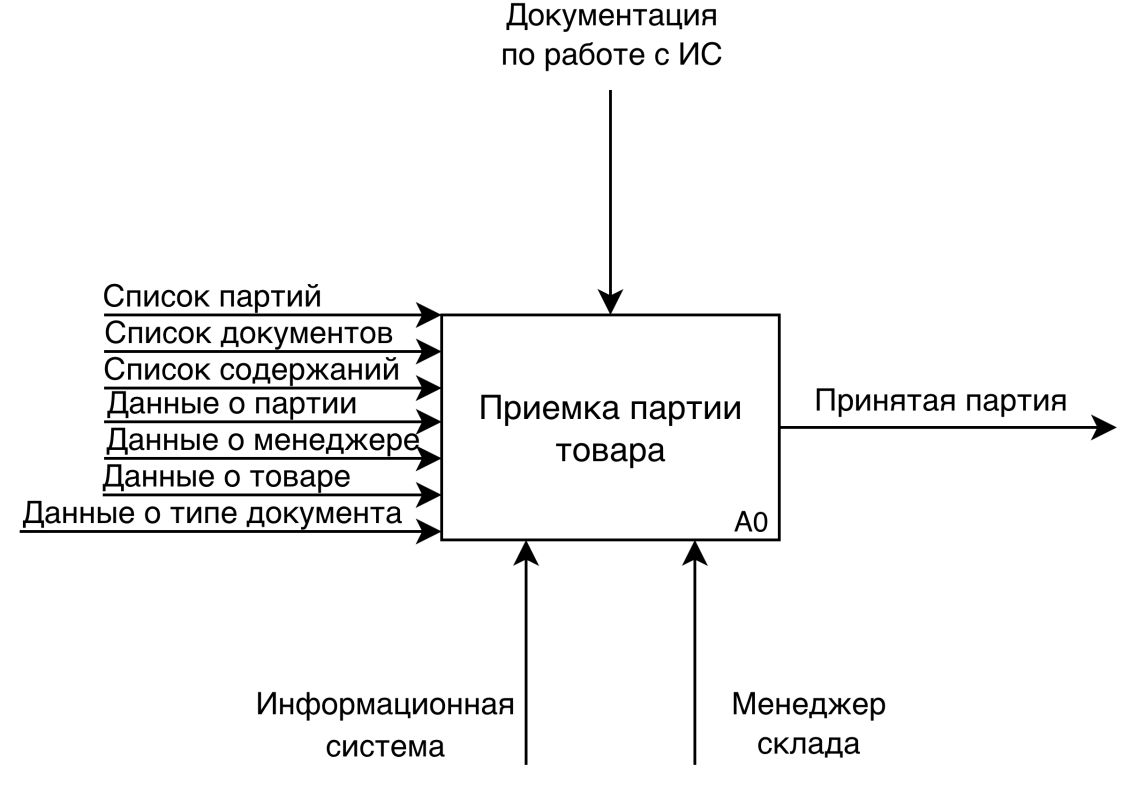 Документация
по работе с ИС
Список партий
Список документов
Список содержаний
Данные о партии
Данные о менеджере
Данные о товаре
Данные о типе документа
Приемка партии
товара
A0
Принятая партия
Информационная
система
Менеджер
склада